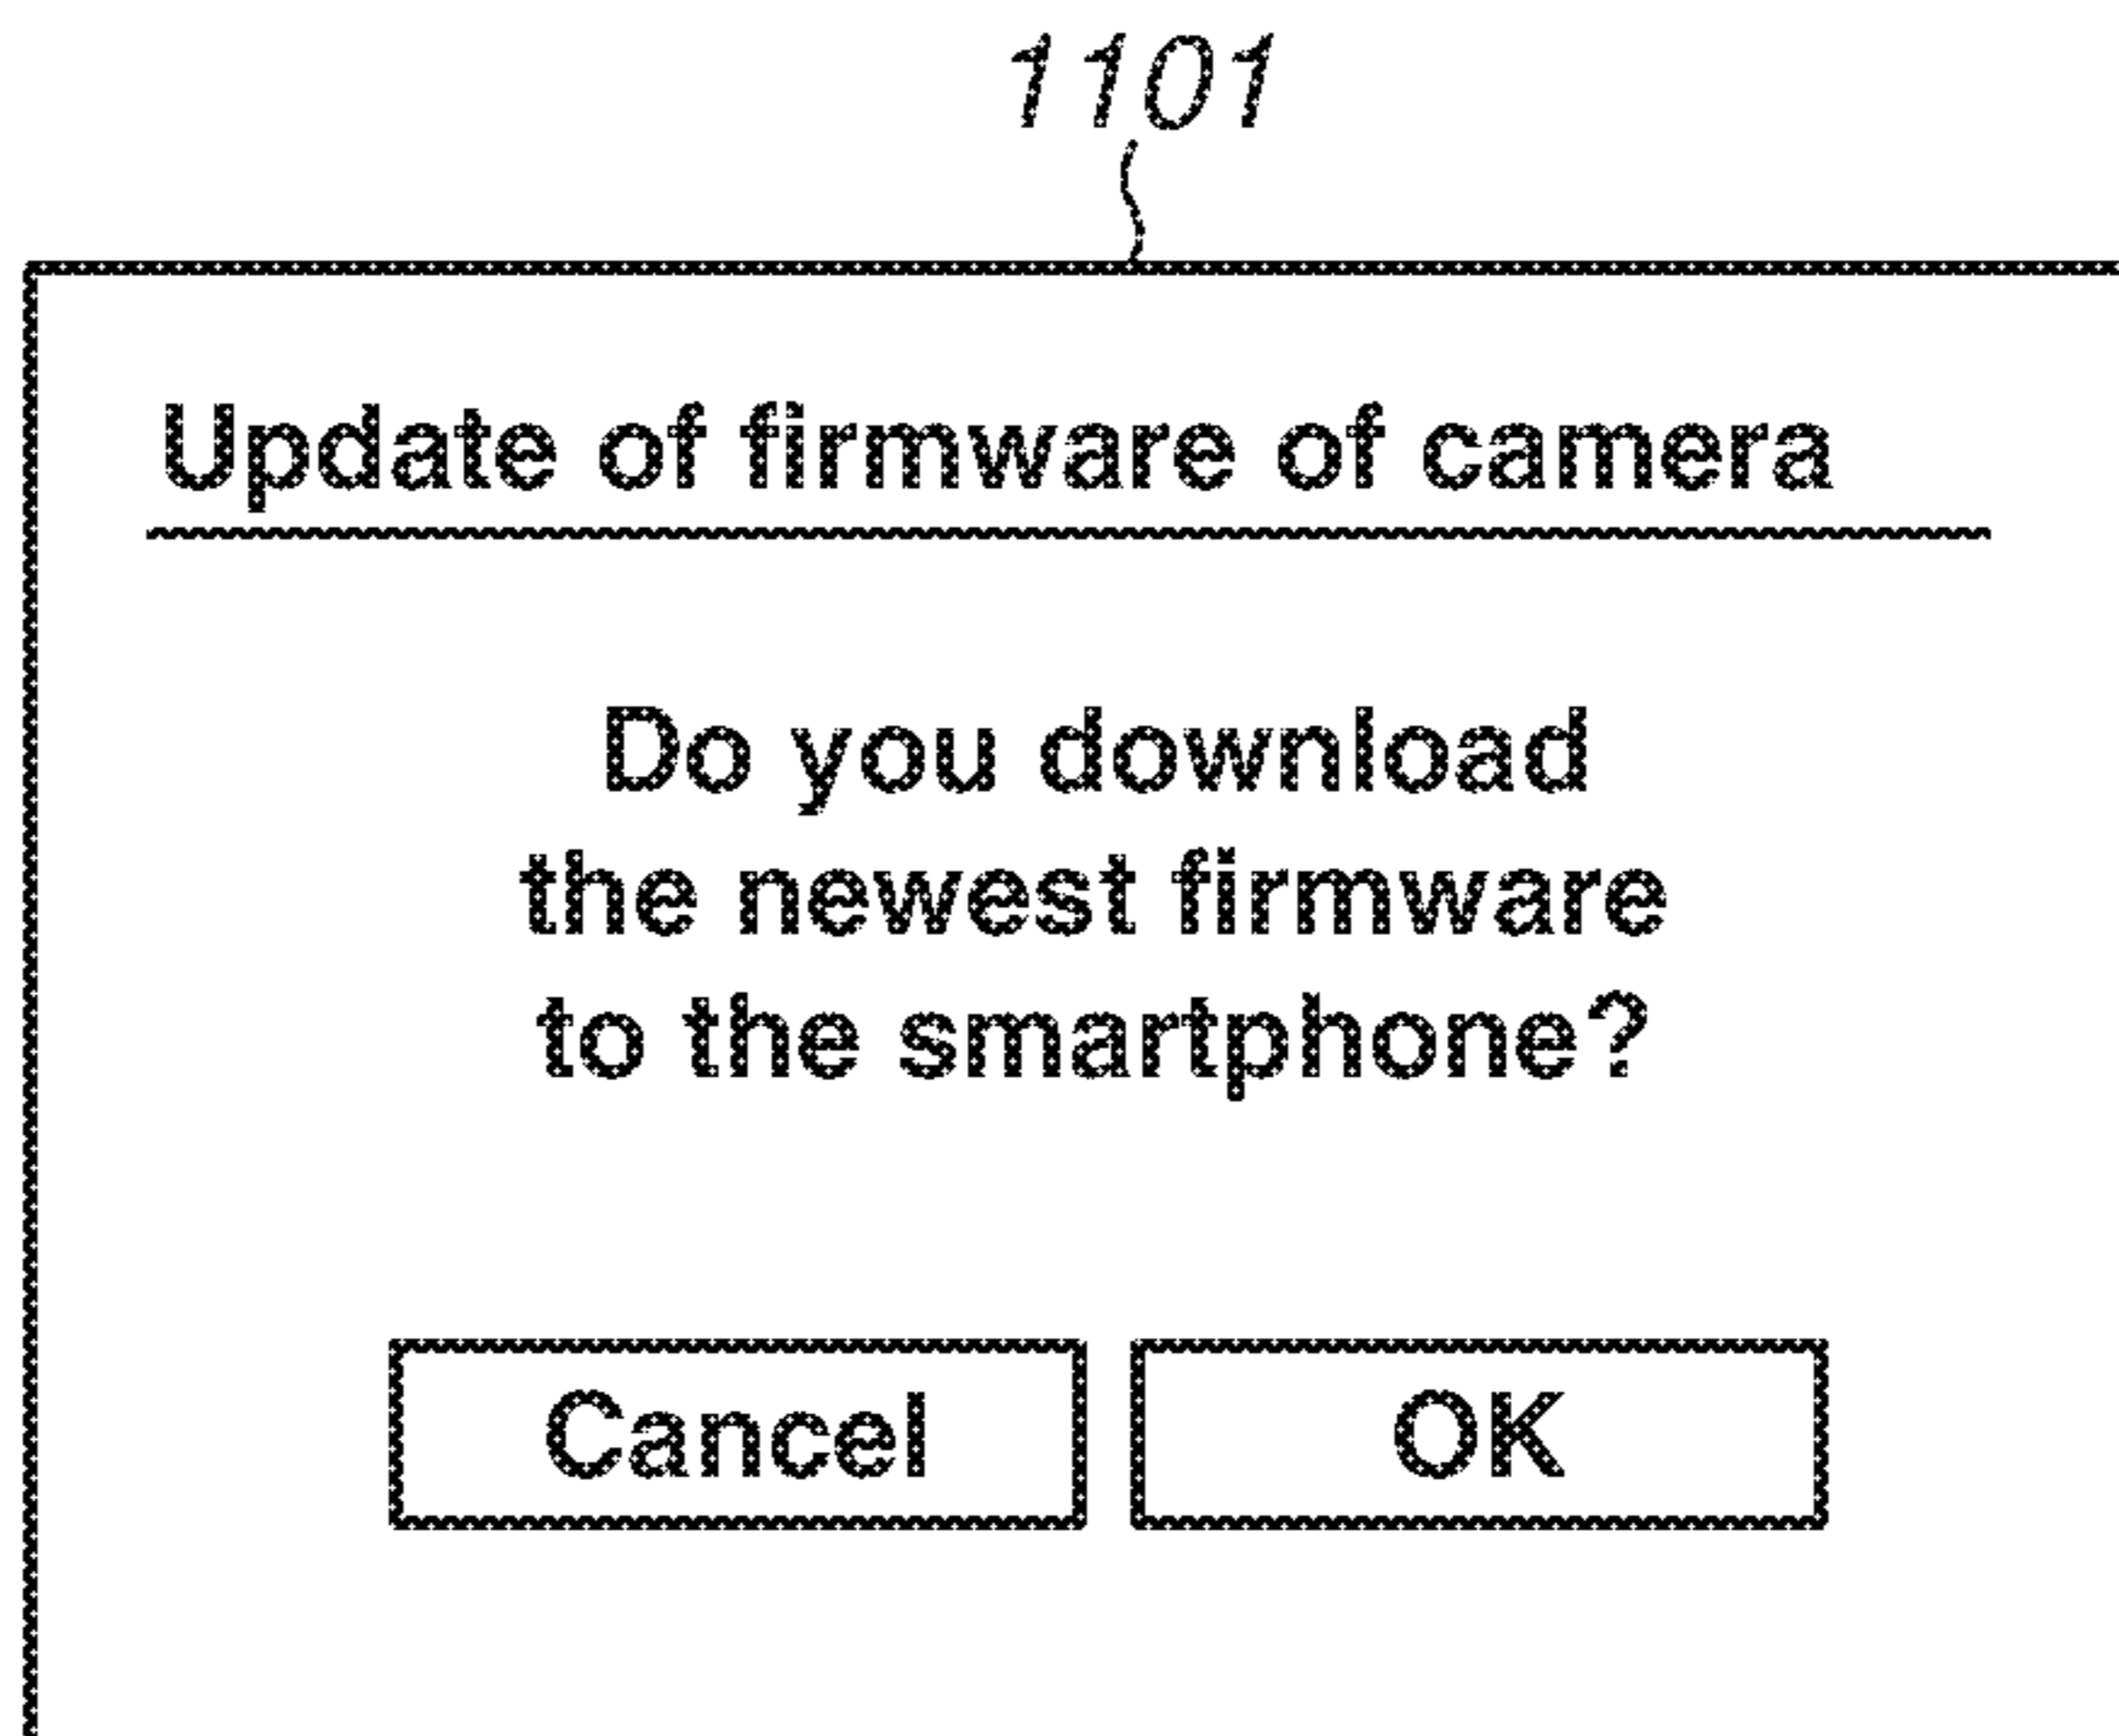 1101
Update of firmware of camera
Do you download
the newest firmware
to the smartphone?
Cancel OK